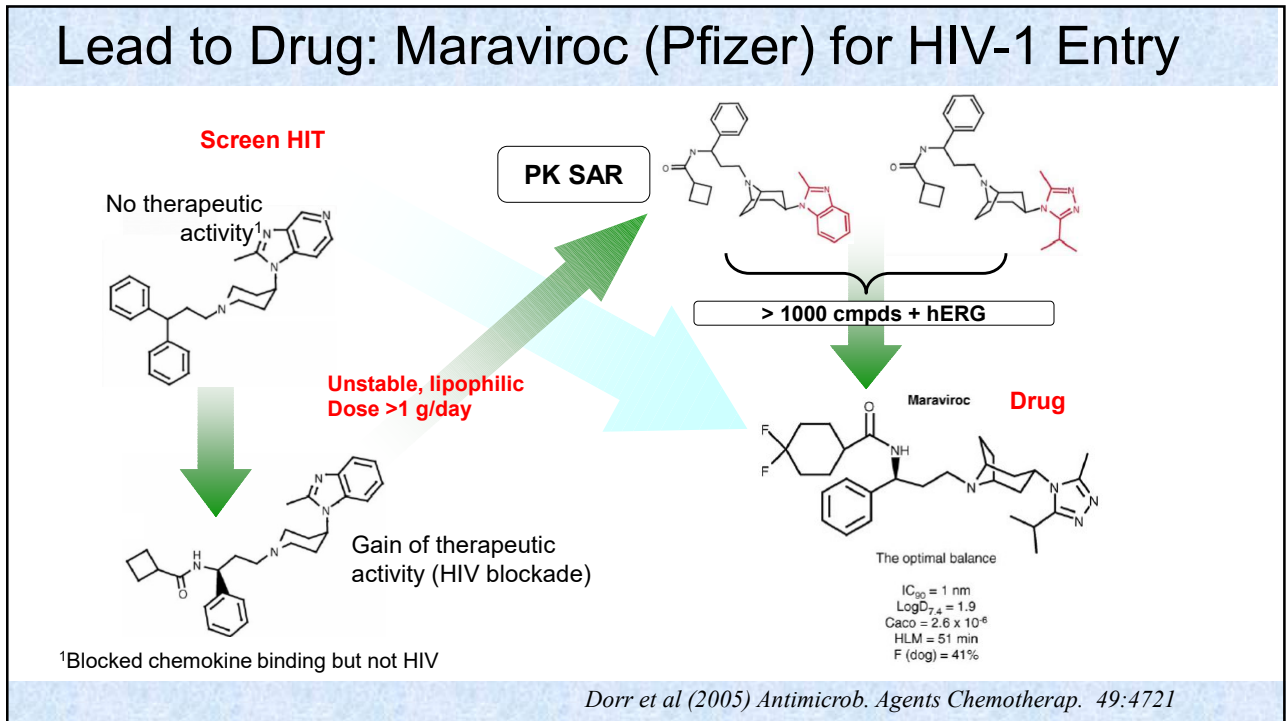 Lead to Drug: Maraviroc (Pfizer) for HIV-1 Entry
Screen HIT
No therapeutic
activity1
N
N
N
N
Unstable, lipophilic
Dose >1 g/day
N
N
N
H
N
O
Gain of therapeutic
activity (HIV blockade)
1Blocked chemokine binding but not HIV
PK SAR
N
O
N
N
N
N
O
N
N
N
N
> 1000 cmpds + hERG
Maraviroc
Drug
F
F
O
NH
N
N
N
N
The optimal balance
IC90 = 1 nm
LogD7.4 = 1.9
Caco = 2.6 x 10-6
HLM = 51 min
F (dog) = 41%
Dorr et al (2005) Antimicrob. Agents Chemotherap. 49:4721